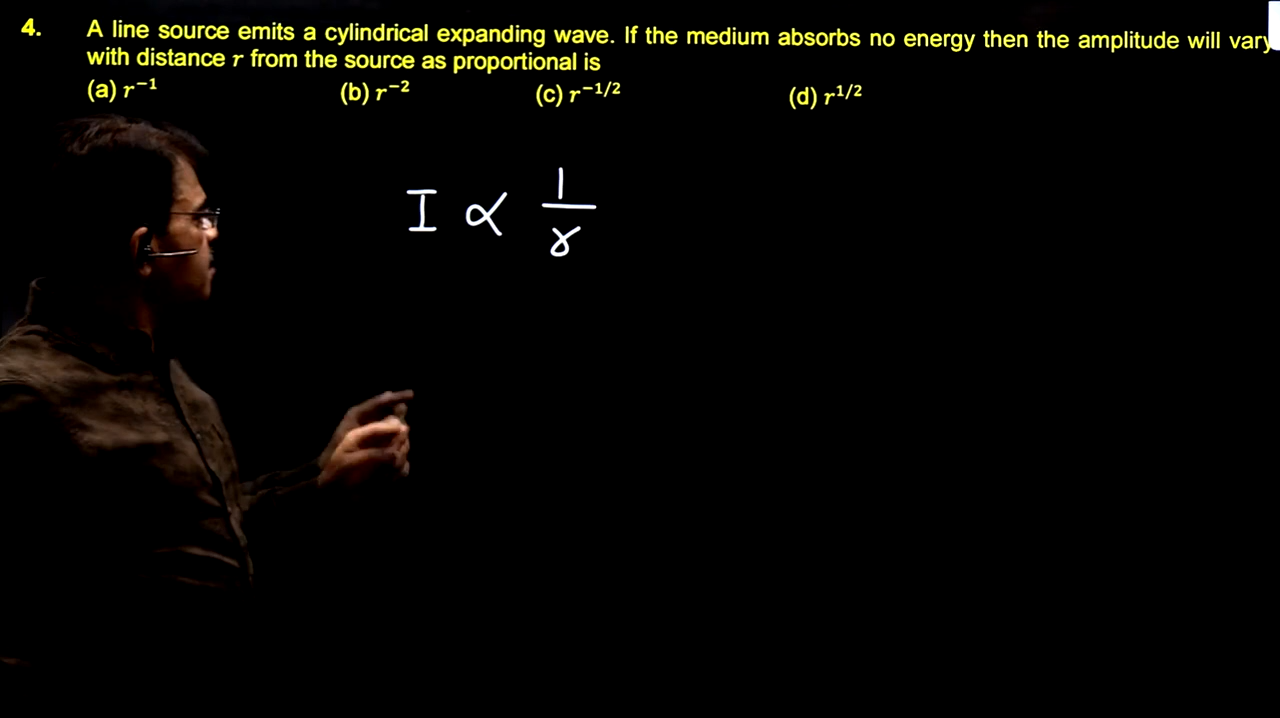 4. A line source emits a cylindrical expanding wave. If the medium absorbs no energy then the amplitude will vary
with distance r from the source as proportional is
(a) r⁻¹ (b) r⁻² (c) r⁻¹/² (d) r¹/²
I ∝ 1/r